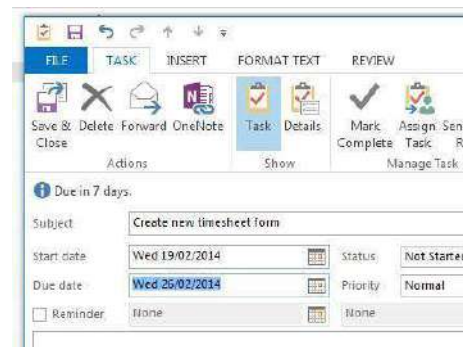 FILE TASK INSERT FORMAT TEXT REVIEW
Save & Close Delete Forward OneNote Task Details Mark Complete Assign Task Sen R
Actions Show Manage Task
Due in 7 days.
Subject Create new timesheet form
Start date Wed 19/02/2014 Status Not Starte
Due date Wed 26/02/2014 Priority Normal
Reminder None None